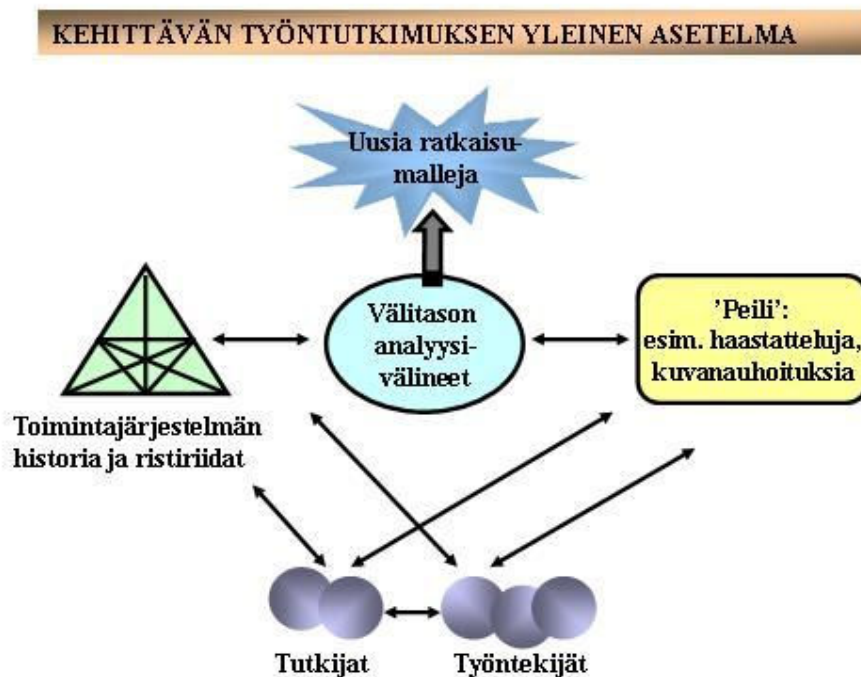 KEHITTÄVÄN TYÖNTUTKIMUKSEN YLEINEN ASETELMA
Uusia ratkaisu-
malleja
Välitason
analyysi-
välineet
'Peili':
esim. haastatteluja,
kuvanauhoituksia
Toimintajärjestelmän
historia ja ristiriidat
Tutkijat
Työntekijät